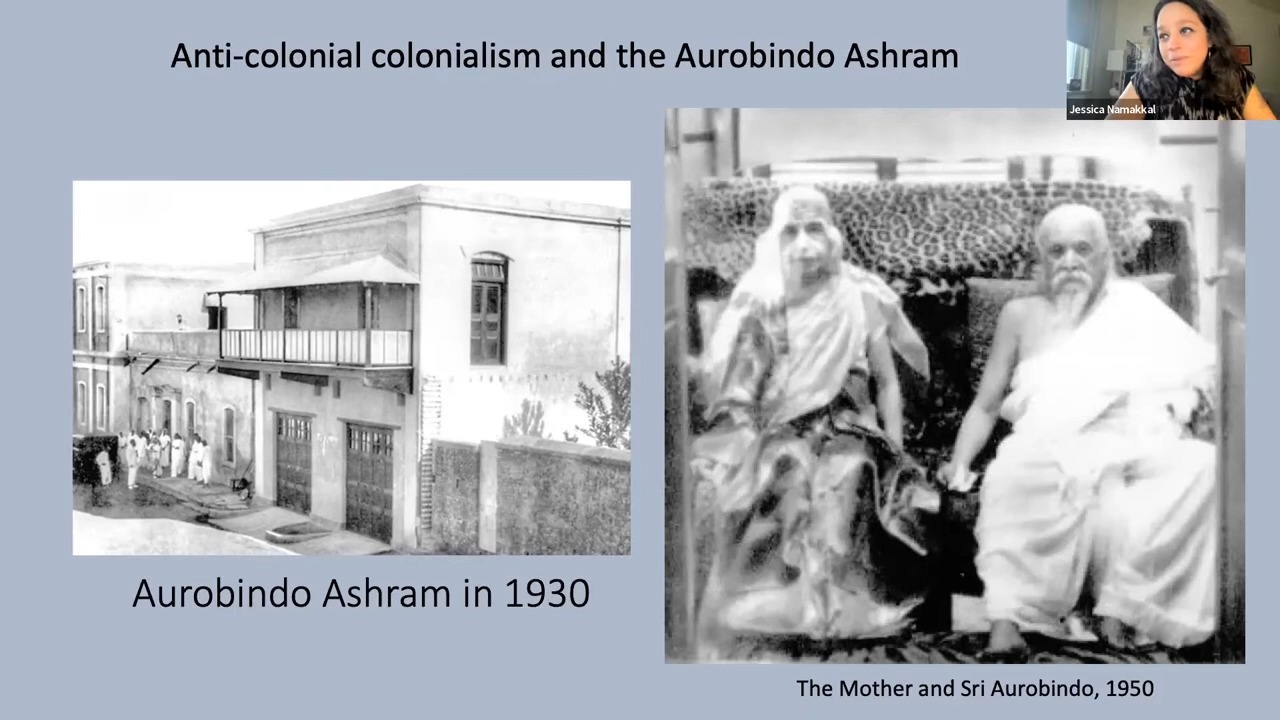 Anti-colonial colonialism and the Aurobindo Ashram
Jessica Namakkal
Aurobindo Ashram in 1930
The Mother and Sri Aurobindo, 1950